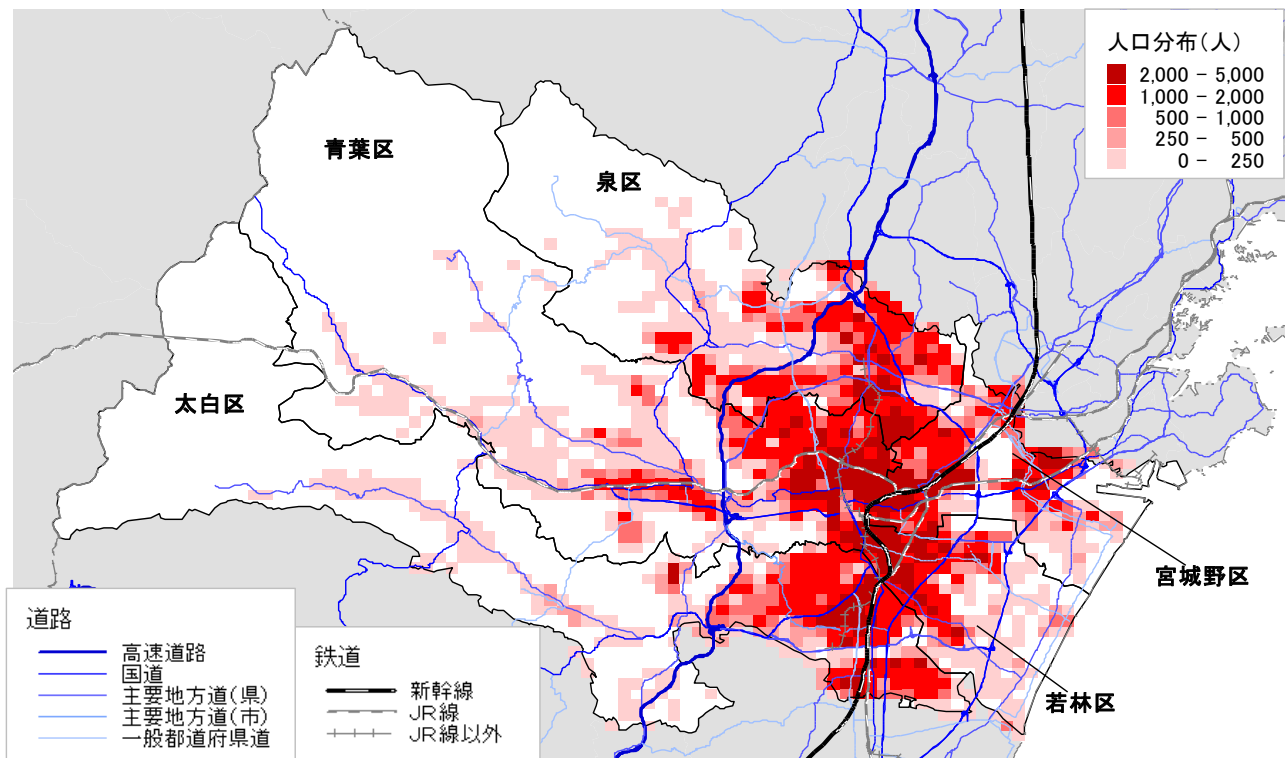 人口分布(人)
2,000 - 5,000
1,000 - 2,000
500 - 1,000
250 - 500
0 - 250
青葉区
泉区
太白区
宮城野区
若林区
道路
高速道路
国道
主要地方道(県)
主要地方道(市)
一般都道府県道
鉄道
新幹線
JR線
JR線以外